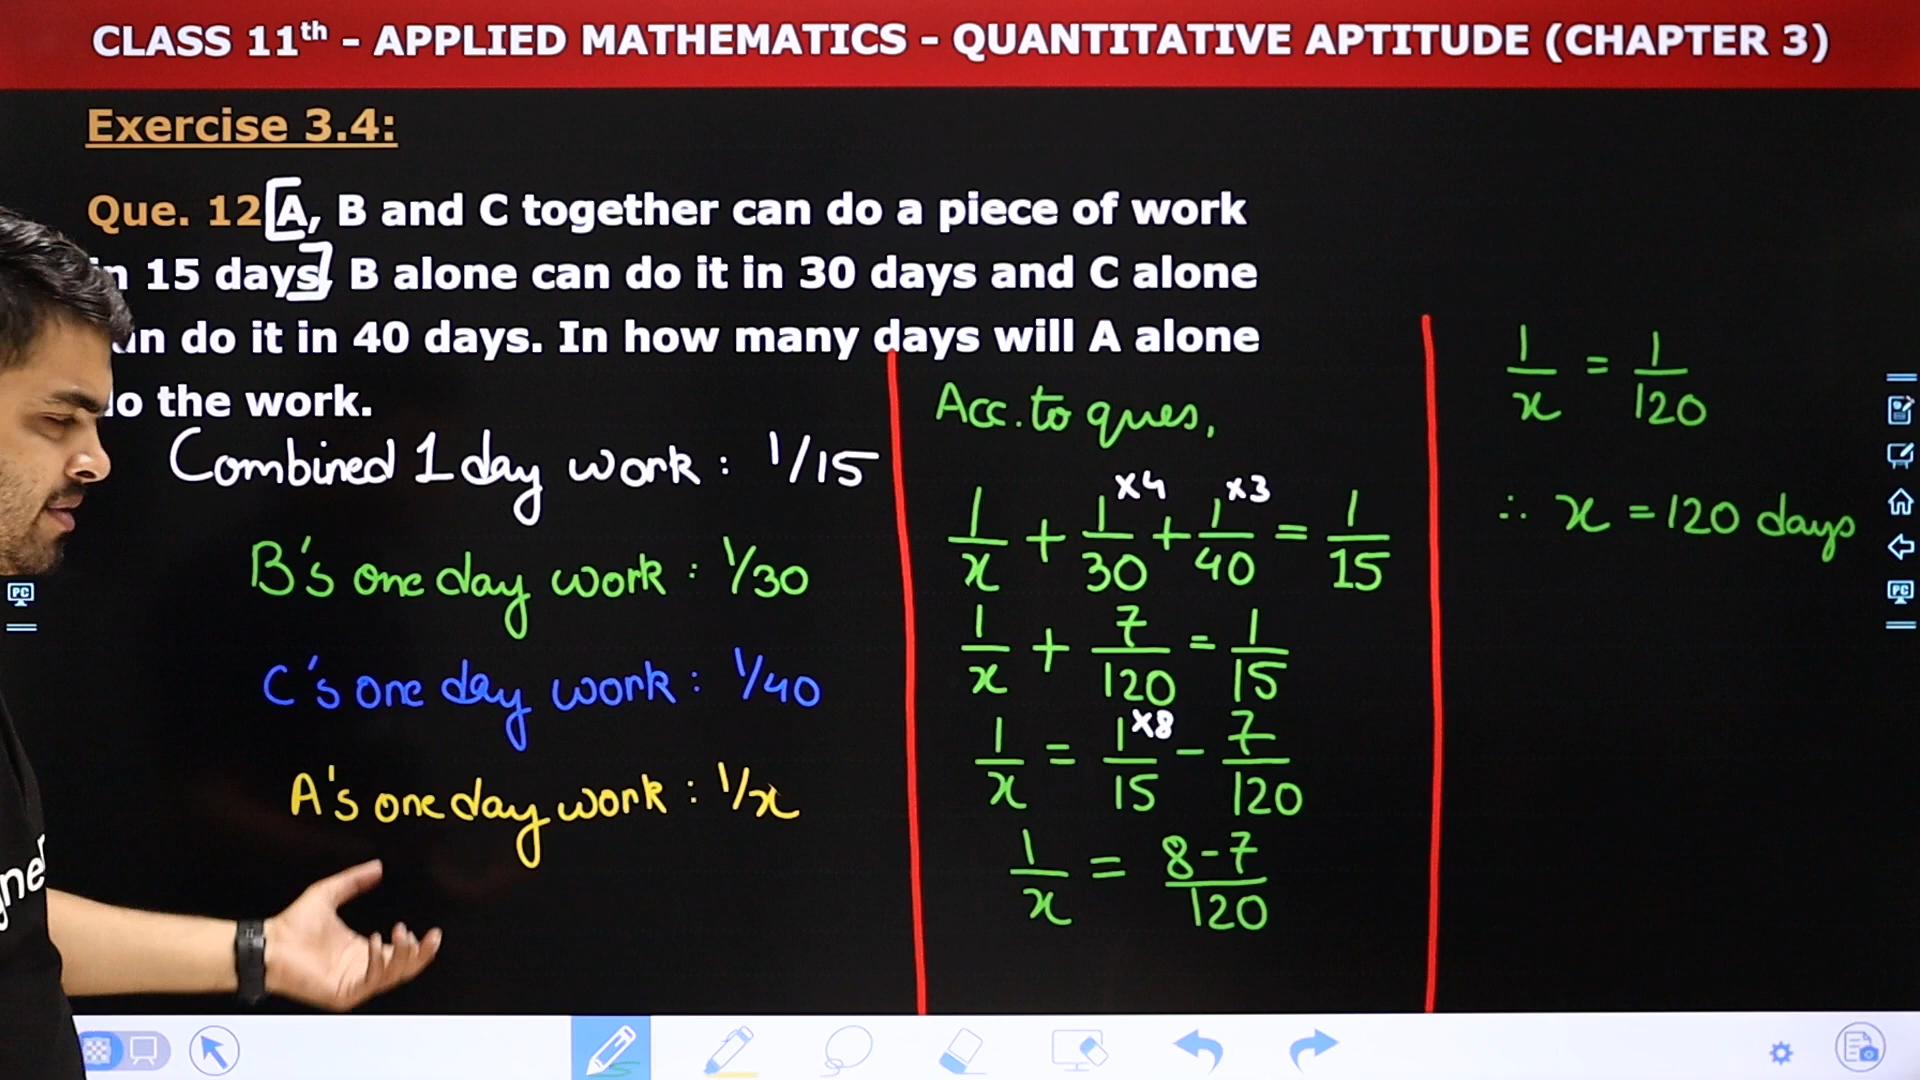 CLASS 11th - APPLIED MATHEMATICS - QUANTITATIVE APTITUDE (CHAPTER 3)
Exercise 3.4:
Que. 12 [A, B and C together can do a piece of work
in 15 days], B alone can do it in 30 days and C alone
can do it in 40 days. In how many days will A alone
do the work.
Combined 1 day work : 1/15
B's one day work : 1/30
C's one day work : 1/40
A's one day work : 1/x
Acc. to ques,
1/x + 1/30 ×4 + 1/40 ×3 = 1/15
1/x + 7/120 = 1/15
1/x = 1/15 ×8 - 7/120
1/x = 8-7/120
1/x = 1/120
∴ x = 120 days
PC
PC